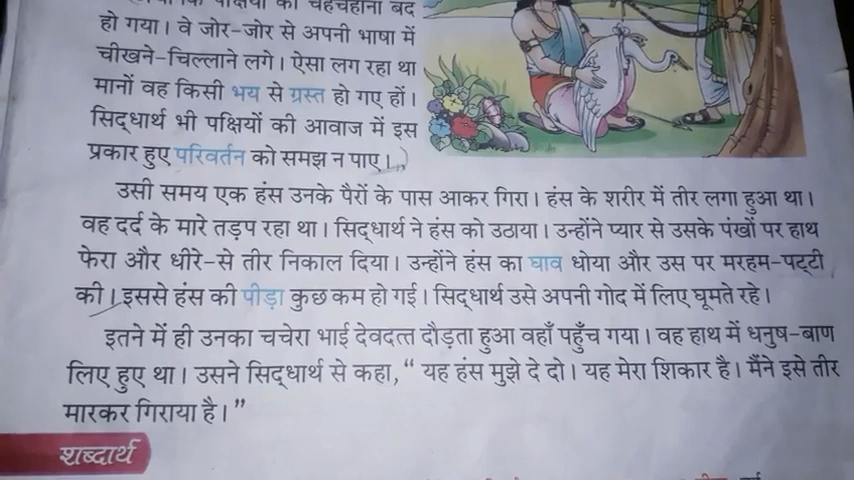 पक्षियों का चहचहाना बंद
हो गया। वे जोर-जोर से अपनी भाषा में
चीखने-चिल्लाने लगे। ऐसा लग रहा था
मानों वह किसी भय से ग्रस्त हो गए हों।
सिद्धार्थ भी पक्षियों की आवाज में इस
प्रकार हुए परिवर्तन को समझ न पाए।
उसी समय एक हंस उनके पैरों के पास आकर गिरा। हंस के शरीर में तीर लगा हुआ था।
वह दर्द के मारे तड़प रहा था। सिद्धार्थ ने हंस को उठाया। उन्होंने प्यार से उसके पंखों पर हाथ
फेरा और धीरे-से तीर निकाल दिया। उन्होंने हंस का घाव धोया और उस पर मरहम-पट्टी
की। इससे हंस की पीड़ा कुछ कम हो गई। सिद्धार्थ उसे अपनी गोद में लिए घूमते रहे।
इतने में ही उनका चचेरा भाई देवदत्त दौड़ता हुआ वहाँ पहुँच गया। वह हाथ में धनुष-बाण
लिए हुए था। उसने सिद्धार्थ से कहा, “ यह हंस मुझे दे दो। यह मेरा शिकार है। मैंने इसे तीर
मारकर गिराया है। ”
शब्दार्थ